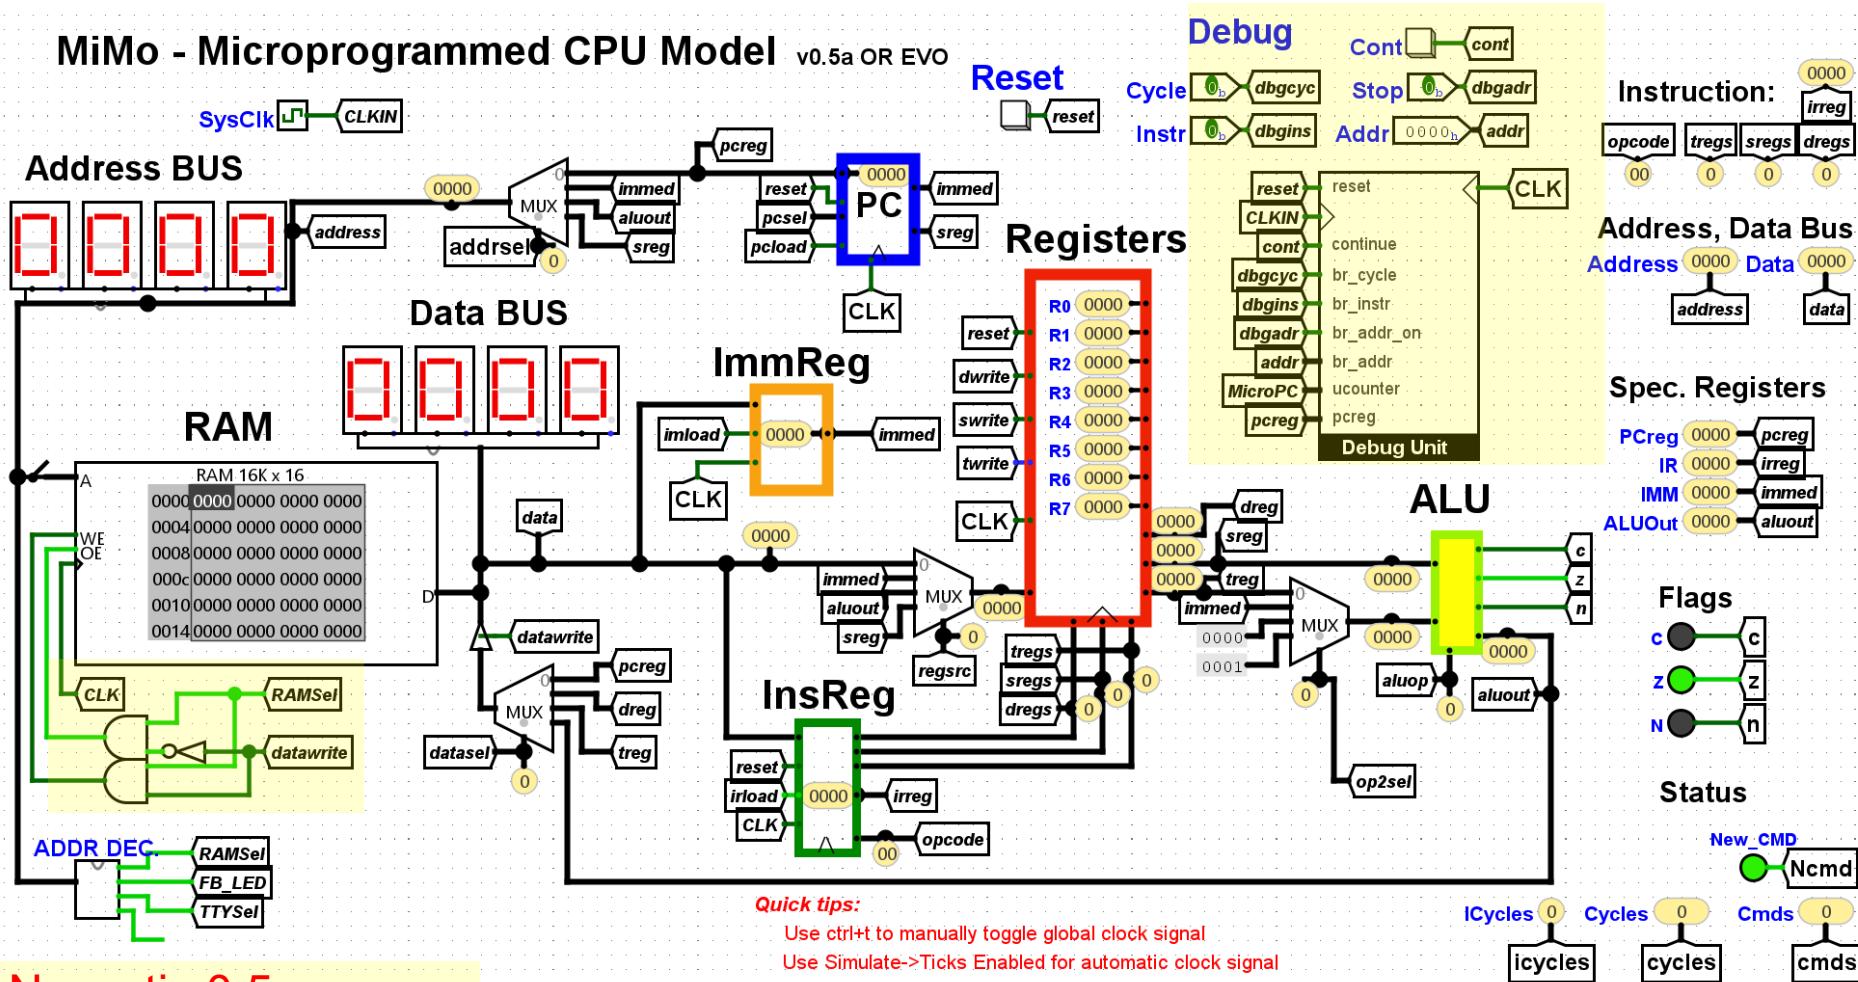 MiMo - Microprogrammed CPU Model v0.5a OR EVO
SysClk CLKIN
Reset
reset
Debug
Cont cont
Cycle 0b dbgcyc
Stop 0b dbgadr
Instr 0b dbgins
Addr 0000h addr
Instruction:
0000
irreg
opcode tregs sregs dregs
00 0 0 0
Address BUS
0000
address
0000
MUX
0
immed
aluout
sreg
addrsel
0
pcreg
reset
pcsel
pcload
0000
PC
immed
sreg
CLK
reset
CLKIN
cont
dbgcyc
dbgins
dbgadr
addr
MicroPC
pcreg
reset
continue
br_cycle
br_instr
br_addr_on
br_addr
ucounter
pcreg
Debug Unit
CLK
Address, Data Bus
Address 0000 Data 0000
address data
Data BUS
0000
Registers
R0 0000
R1 0000
R2 0000
R3 0000
R4 0000
R5 0000
R6 0000
R7 0000
reset
dwrite
swrite
twrite
CLK
ImmReg
imload
0000
immed
CLK
Spec. Registers
PCreg 0000 pcreg
IR 0000 irreg
IMM 0000 immed
ALUOut 0000 aluout
RAM
RAM 16K x 16
A
WE
OE
D
0000 0000 0000 0000 0000
0004 0000 0000 0000 0000
0008 0000 0000 0000 0000
000c 0000 0000 0000 0000
0010 0000 0000 0000 0000
0014 0000 0000 0000 0000
data
0000
immed
aluout
sreg
MUX
0
0
0000
regsrc
0000
0000
0000
dreg
sreg
treg
immed
0000
0001
MUX
0
0
op2sel
ALU
0000
0000
0000
c
z
n
aluop
0
aluout
Flags
C c
Z z
N n
datawrite
MUX
0
pcreg
dreg
treg
datasel
0
tregs
sregs
dregs
0
0
0
InsReg
reset
irload
CLK
0000
irreg
00
opcode
CLK
RAMSel
datawrite
ADDR DEC.
RAMSel
FB_LED
TTYSel
Status
New_CMD
Ncmd
ICycles 0 Cycles 0 Cmds 0
icycles cycles cmds
Quick tips:
Use ctrl+t to manually toggle global clock signal
Use Simulate->Ticks Enabled for automatic clock signal